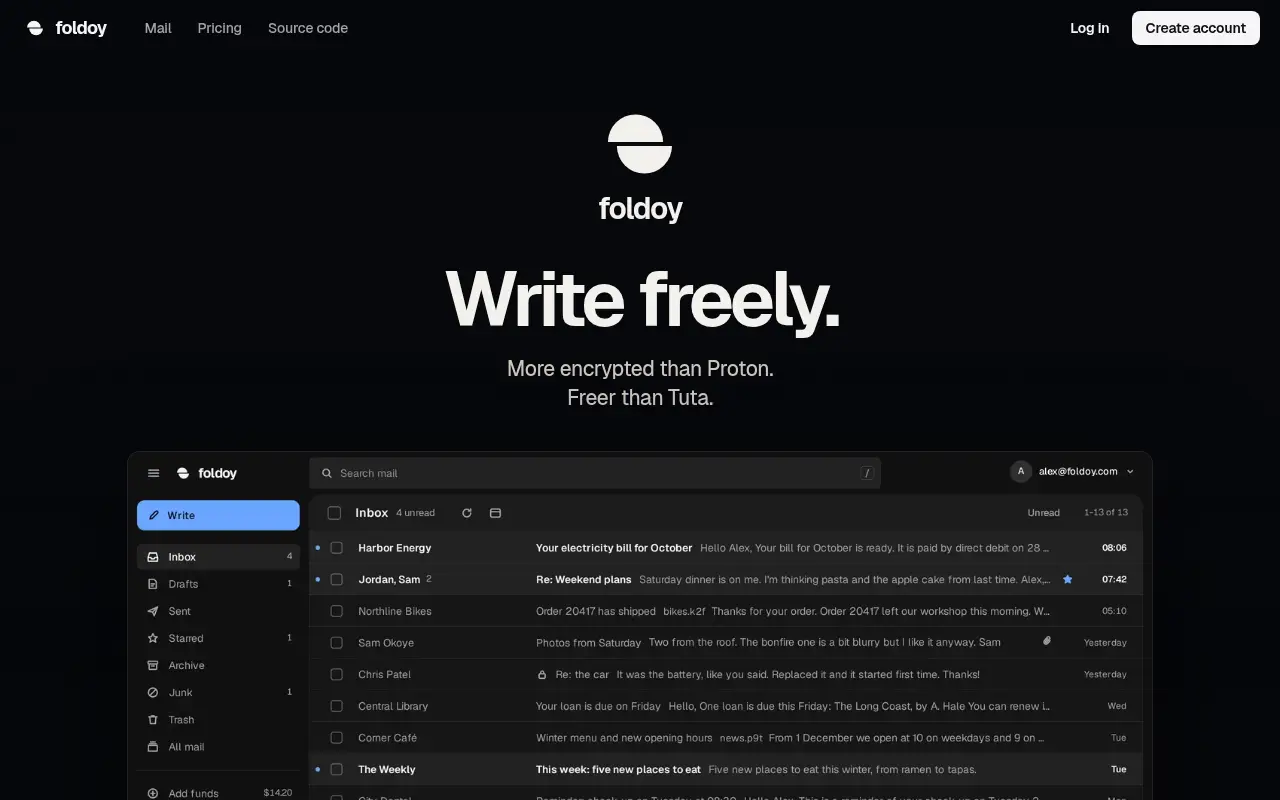 foldoy
Mail
Pricing
Source code
Log in
Create account
foldoy
Write freely.
More encrypted than Proton.
Freer than Tuta.
foldoy
Search mail
/
A
alex@foldoy.com
Write
Inbox 4 unread
Unread
1-13 of 13
Inbox 4
Drafts 1
Sent
Starred 1
Archive
Junk 1
Trash
All mail
Add funds $14.20
Harbor Energy Your electricity bill for October Hello Alex, Your bill for October is ready. It is paid by direct debit on 28 … 08:06
Jordan, Sam 2 Re: Weekend plans Saturday dinner is on me. I'm thinking pasta and the apple cake from last time. Alex,… 07:42
Northline Bikes Order 20417 has shipped bikes.k2f Thanks for your order. Order 20417 left our workshop this morning. W… 05:10
Sam Okoye Photos from Saturday Two from the roof. The bonfire one is a bit blurry but I like it anyway. Sam Yesterday
Chris Patel Re: the car It was the battery, like you said. Replaced it and it started first time. Thanks! Yesterday
Central Library Your loan is due on Friday Hello, One loan is due this Friday: The Long Coast, by A. Hale You can renew i… Wed
Corner Café Winter menu and new opening hours news.p9t From 1 December we open at 10 on weekdays and 9 on … Tue
The Weekly This week: five new places to eat Five new places to eat this winter, from ramen to tapas. Tue